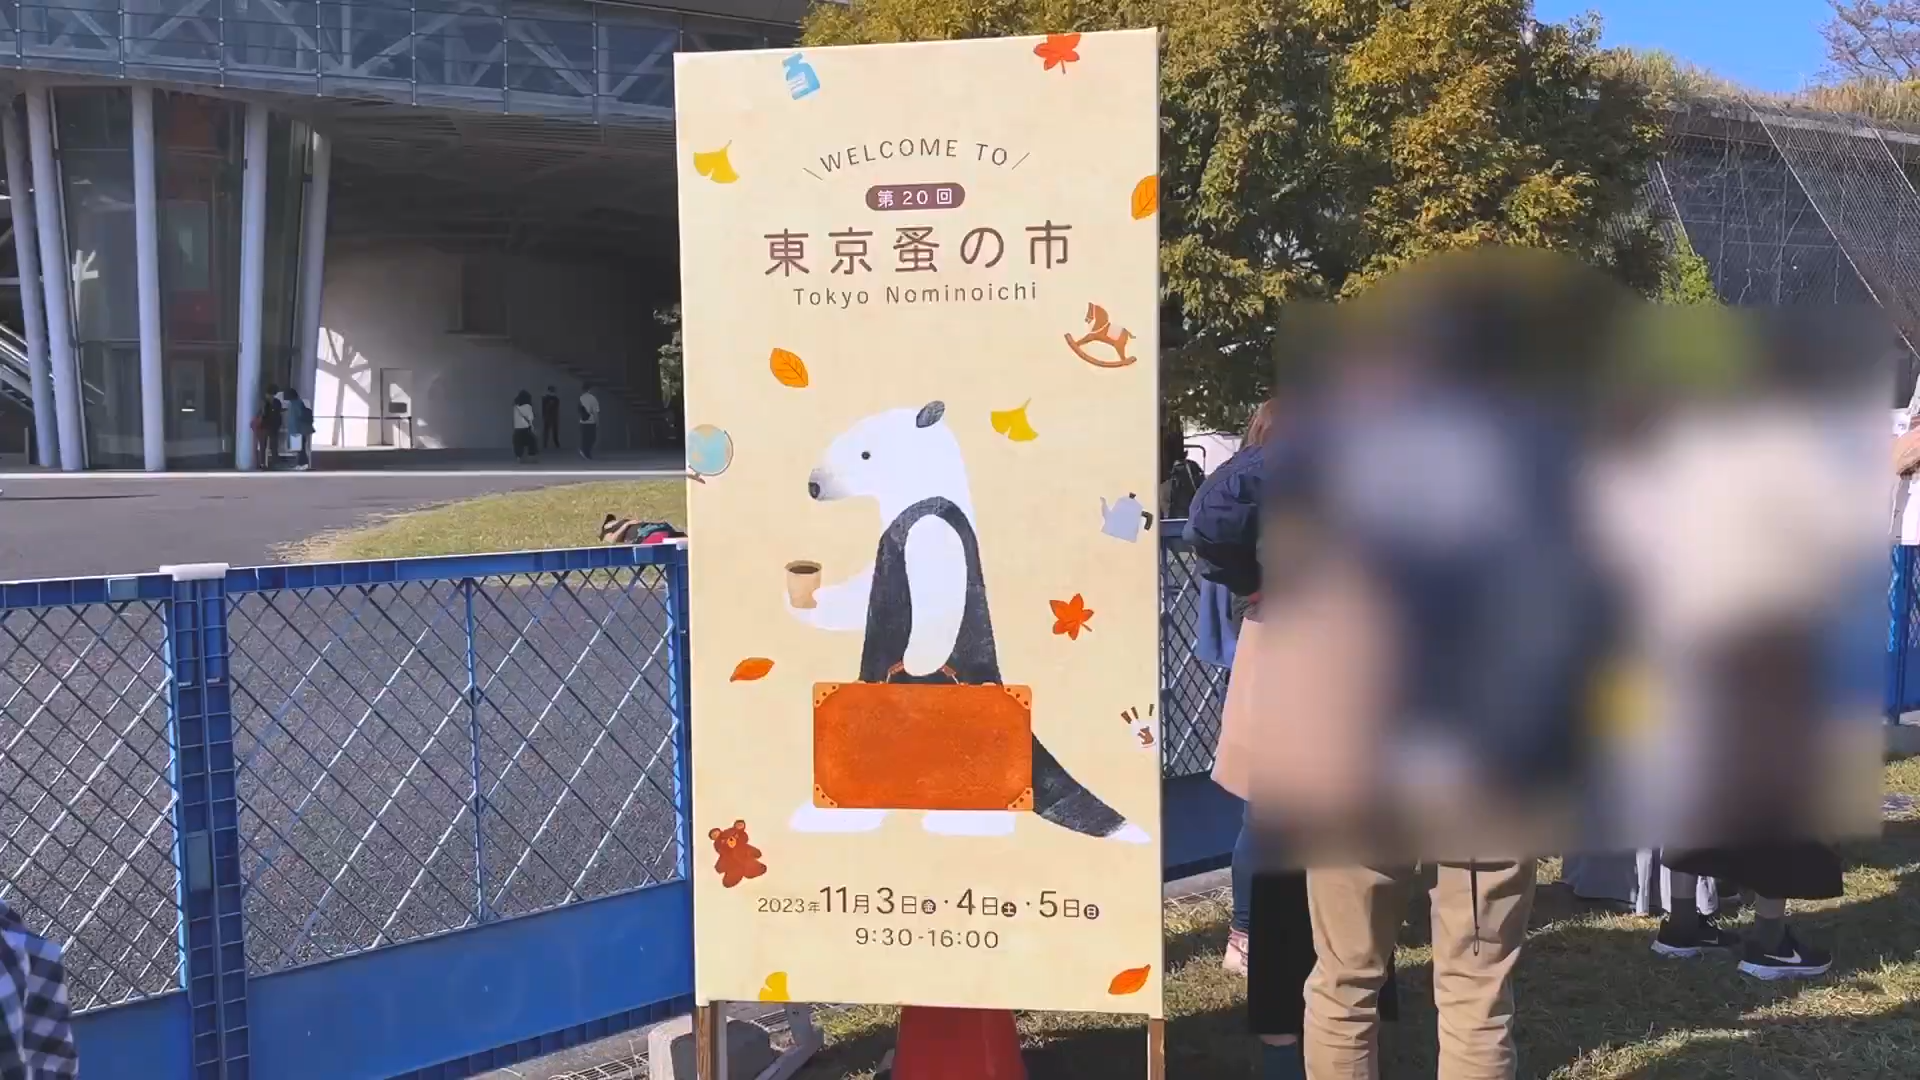 WELCOME TO
第20回
東京蚤の市
Tokyo Nominoichi
2023年11月3日金・4日土・5日日
9:30-16:00